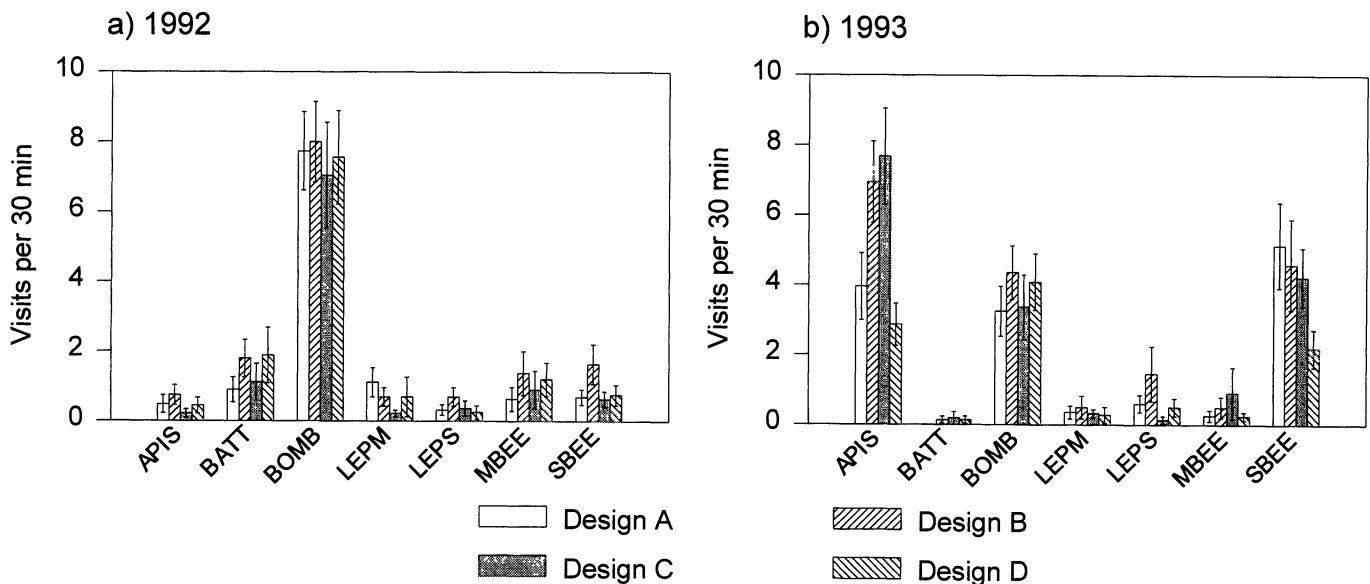 a) 1992
Visits per 30 min
10
8
6
4
2
0
APIS BATT BOMB LEPM LEPS MBEE SBEE
b) 1993
Visits per 30 min
10
8
6
4
2
0
APIS BATT BOMB LEPM LEPS MBEE SBEE
Design A Design B
Design C Design D